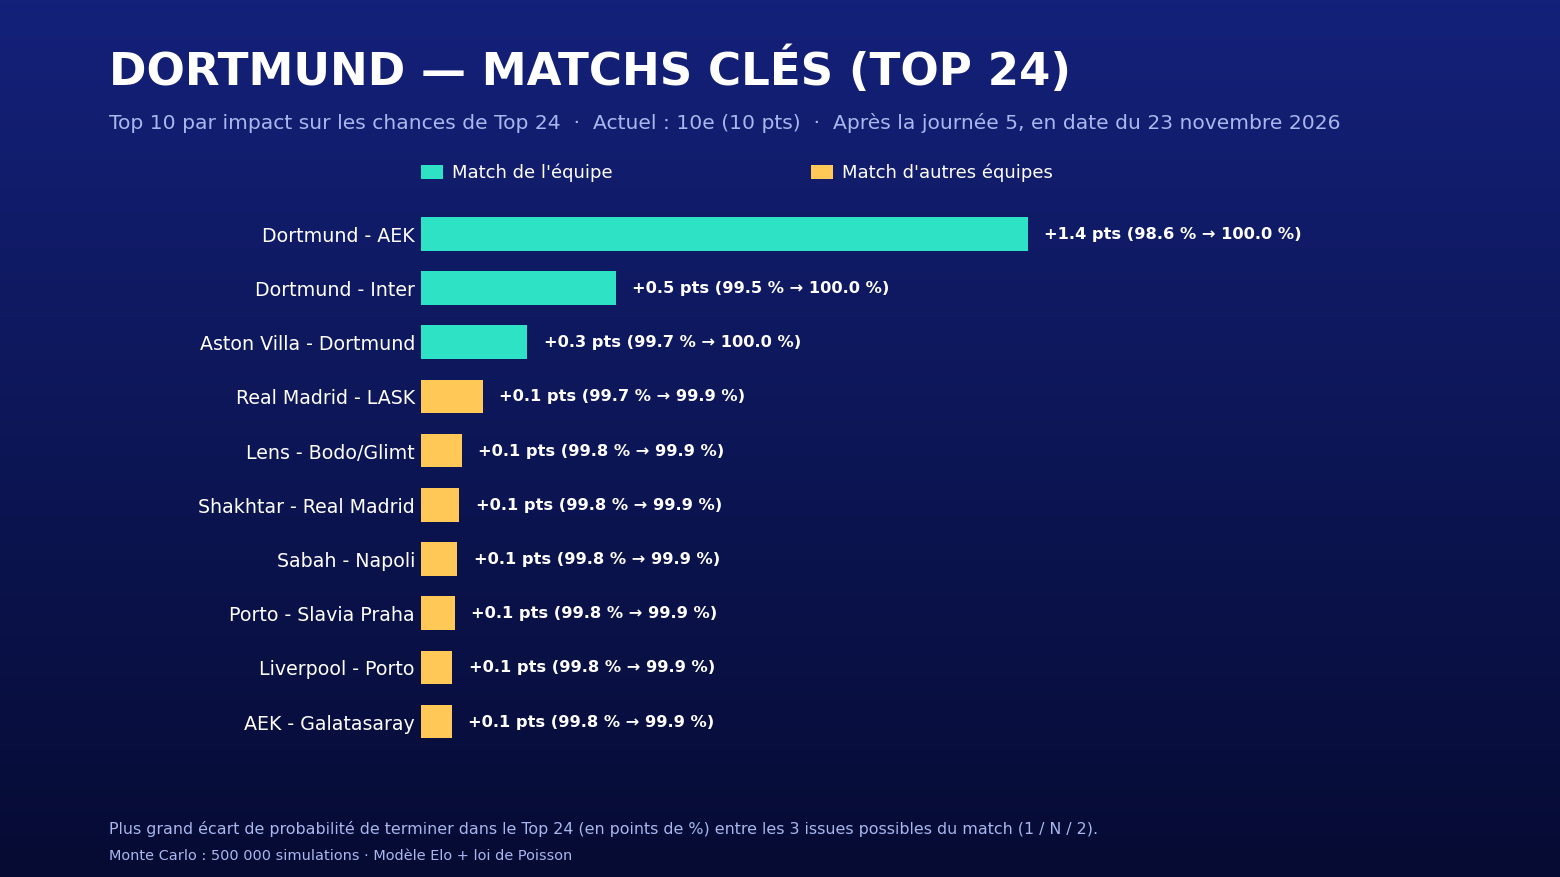 DORTMUND — MATCHS CLÉS (TOP 24)
Top 10 par impact sur les chances de Top 24 · Actuel : 10e (10 pts) · Après la journée 5, en date du 23 novembre 2026
Match de l'équipe Match d'autres équipes
Dortmund - AEK +1.4 pts (98.6 % → 100.0 %)
Dortmund - Inter +0.5 pts (99.5 % → 100.0 %)
Aston Villa - Dortmund +0.3 pts (99.7 % → 100.0 %)
Real Madrid - LASK +0.1 pts (99.7 % → 99.9 %)
Lens - Bodo/Glimt +0.1 pts (99.8 % → 99.9 %)
Shakhtar - Real Madrid +0.1 pts (99.8 % → 99.9 %)
Sabah - Napoli +0.1 pts (99.8 % → 99.9 %)
Porto - Slavia Praha +0.1 pts (99.8 % → 99.9 %)
Liverpool - Porto +0.1 pts (99.8 % → 99.9 %)
AEK - Galatasaray +0.1 pts (99.8 % → 99.9 %)
Plus grand écart de probabilité de terminer dans le Top 24 (en points de %) entre les 3 issues possibles du match (1 / N / 2).
Monte Carlo : 500 000 simulations · Modèle Elo + loi de Poisson